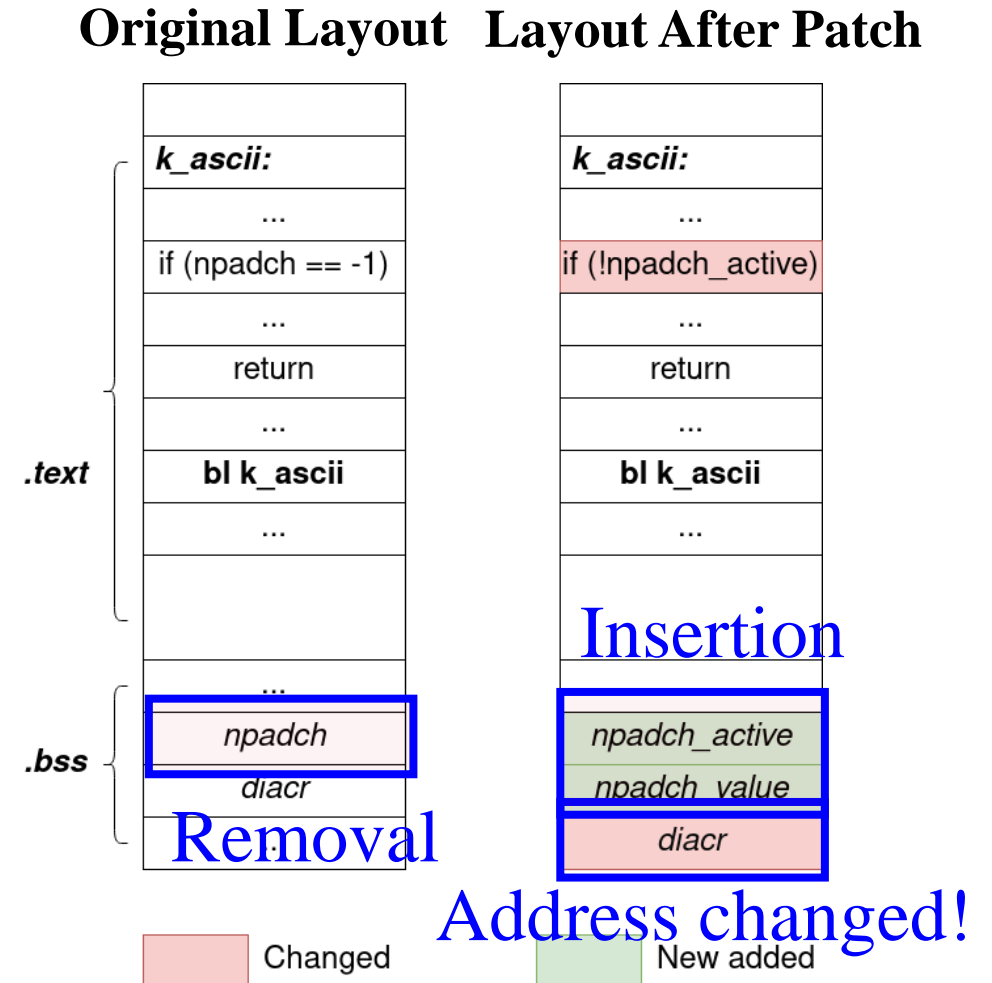 Original Layout
Layout After Patch
.text
.bss
k_ascii:
...
if (npadch == -1)
...
return
...
bl k_ascii
...
...
npadch
diacr
Removal
k_ascii:
...
if (!npadch_active)
...
return
...
bl k_ascii
...
Insertion
npadch_active
npadch_value
diacr
Address changed!
Changed
New added